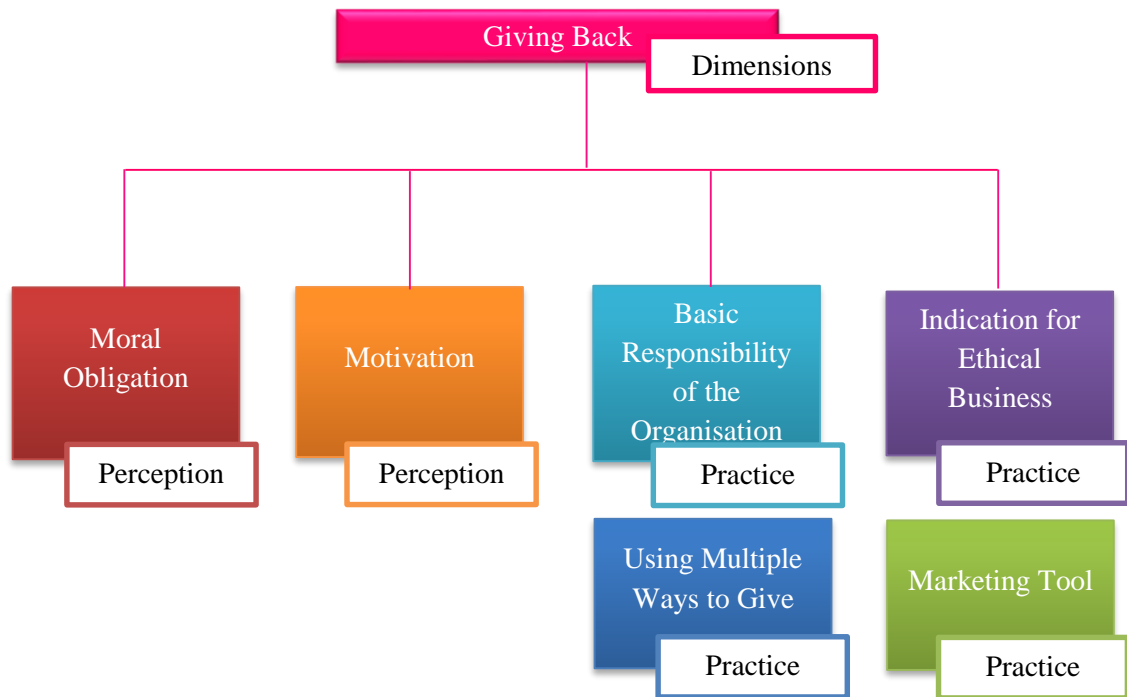 Giving Back
Dimensions
Moral
Obligation
Perception
Motivation
Perception
Basic
Responsibility
of the
Organisation
Practice
Indication for
Ethical
Business
Practice
Using Multiple
Ways to Give
Practice
Marketing Tool
Practice